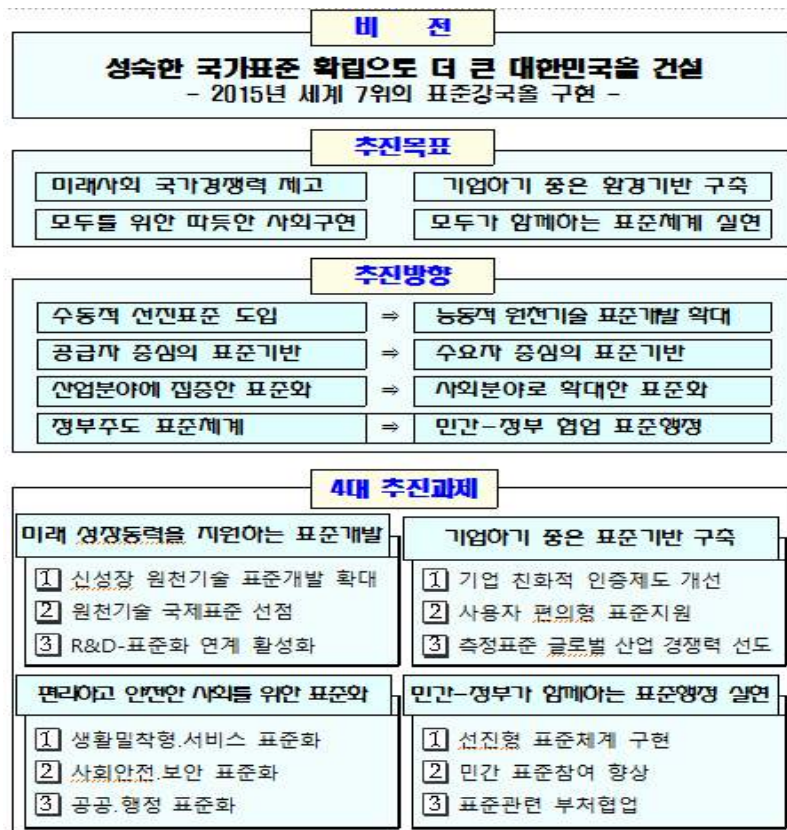 비 전
성숙한 국가표준 확립으로 더 큰 대한민국을 건설
- 2015년 세계 7위의 표준강국을 구현 -
추진목표
미래사회 국가경쟁력 제고
기업하기 좋은 환경기반 구축
모두를 위한 따듯한 사회구현
모두가 함께하는 표준체계 실현
추진방향
수동적 선진표준 도입 ⇒ 능동적 원천기술 표준개발 확대
공급자 중심의 표준기반 ⇒ 수요자 중심의 표준기반
산업분야에 집중한 표준화 ⇒ 사회분야로 확대한 표준화
정부주도 표준체계 ⇒ 민간-정부 협업 표준행정
4대 추진과제
미래 성장동력을 지원하는 표준개발
1 신성장 원천기술 표준개발 확대
2 원천기술 국제표준 선점
3 R&D-표준화 연계 활성화
기업하기 좋은 표준기반 구축
1 기업 친화적 인증제도 개선
2 사용자 편의형 표준지원
3 측정표준 글로벌 산업 경쟁력 선도
편리하고 안전한 사회를 위한 표준화
1 생활밀착형.서비스 표준화
2 사회안전.보안 표준화
3 공공.행정 표준화
민간-정부가 함께하는 표준행정 실현
1 선진형 표준체계 구현
2 민간 표준참여 향상
3 표준관련 부처협업